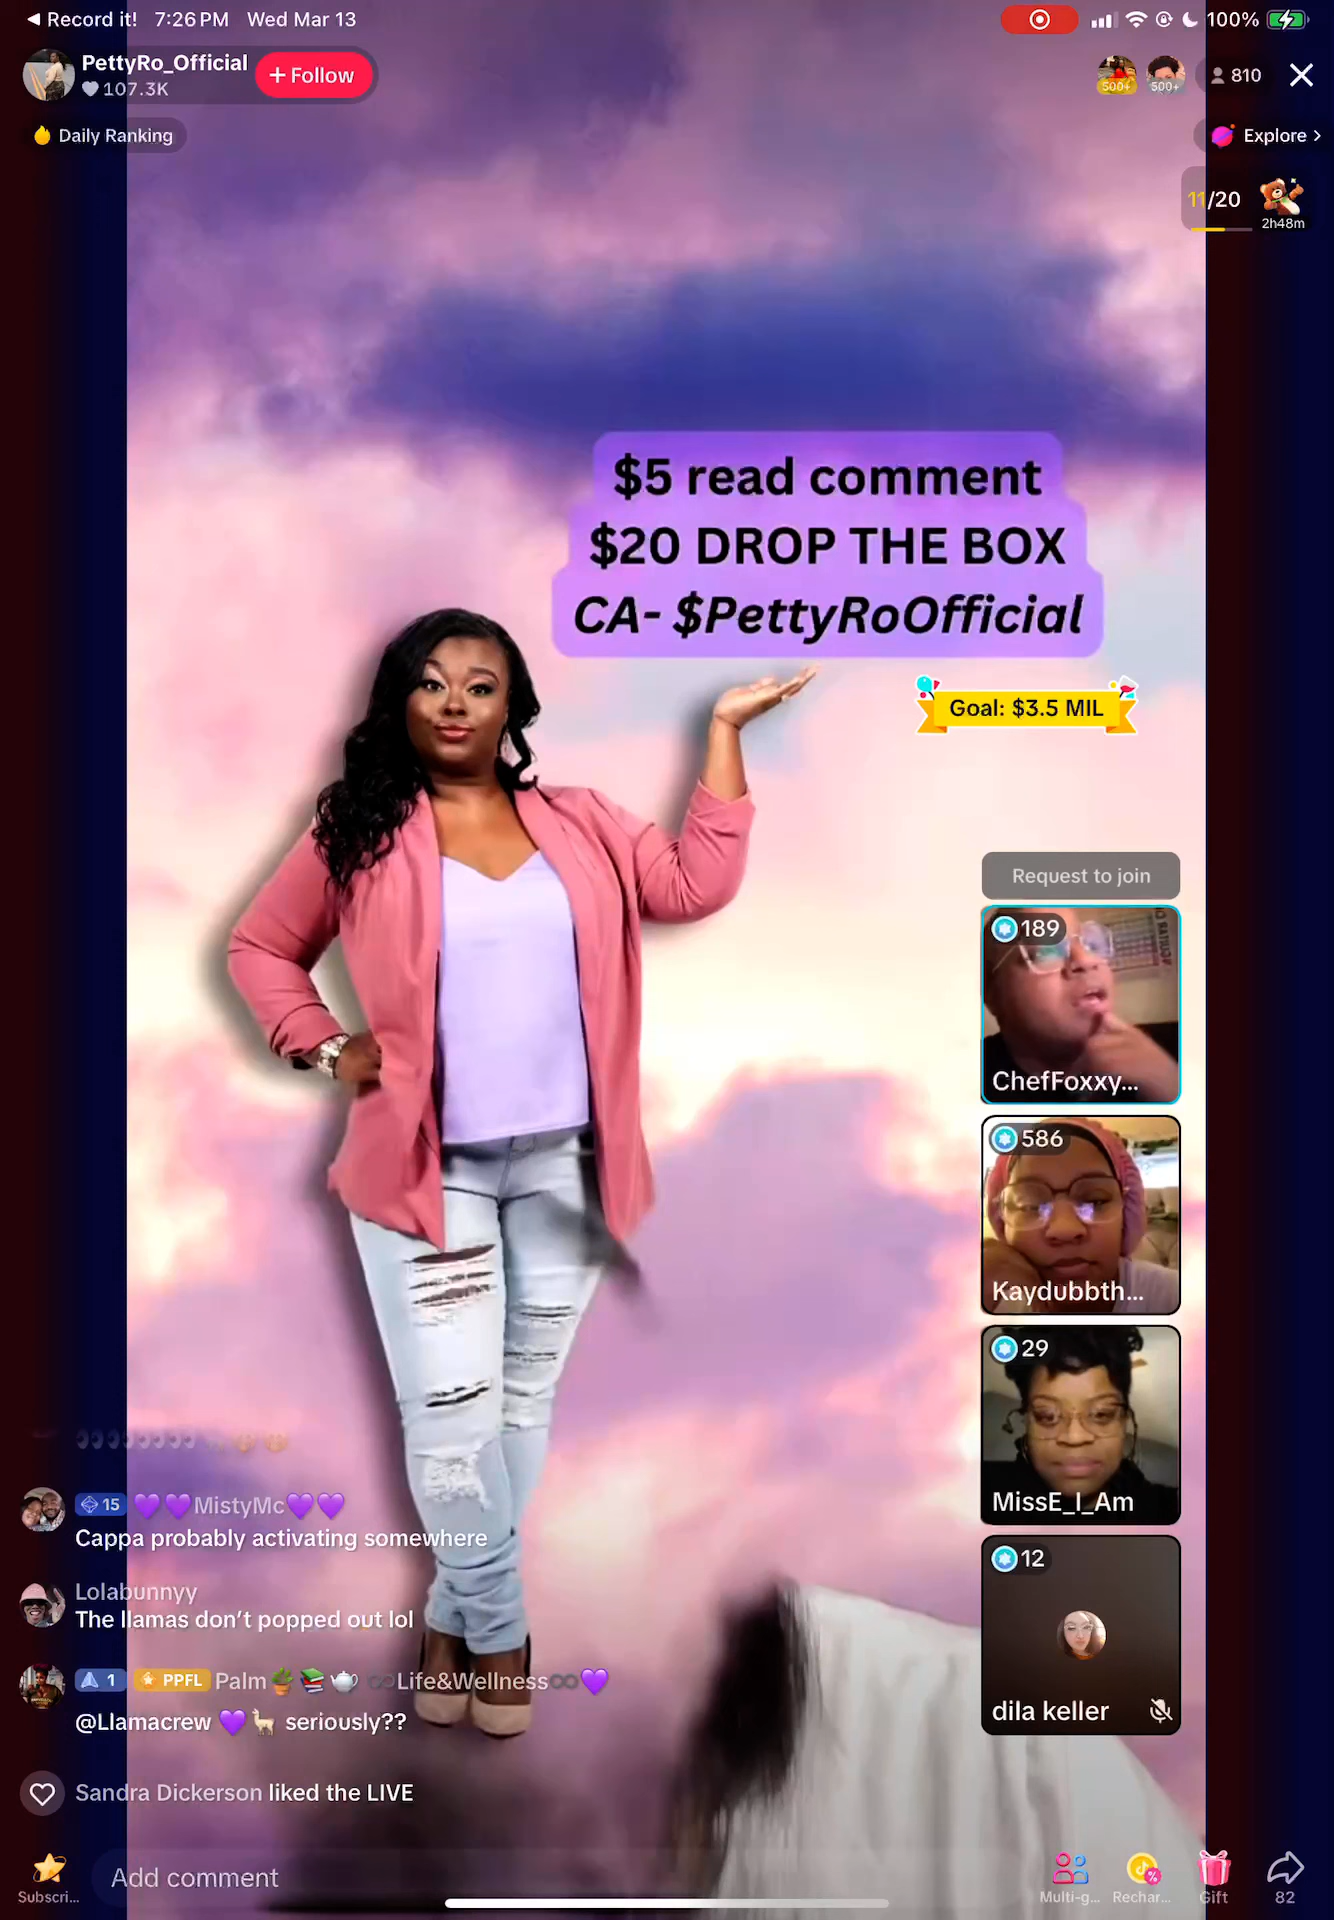 Record it! 7:26 PM Wed Mar 13
100%
PettyRo_Official
107.3K
+ Follow
500+
500+
810
Daily Ranking
Explore >
11/20
2h48m
$5 read comment
$20 DROP THE BOX
CA- $PettyRoOfficial
Goal: $3.5 MIL
Request to join
189
ChefFoxxy...
586
Kaydubbth...
29
MissE_I_Am
12
dila keller
15 💜💜MistyMc💜💜
Cappa probably activating somewhere
Lolabunnyy
The llamas don't popped out lol
1 PPFL Palm🪴📚🫖 ♾Life&Wellness♾💜
@Llamacrew 💜🦙 seriously??
Sandra Dickerson liked the LIVE
Subscri...
Add comment
Multi-g...
Rechar...
Gift
82